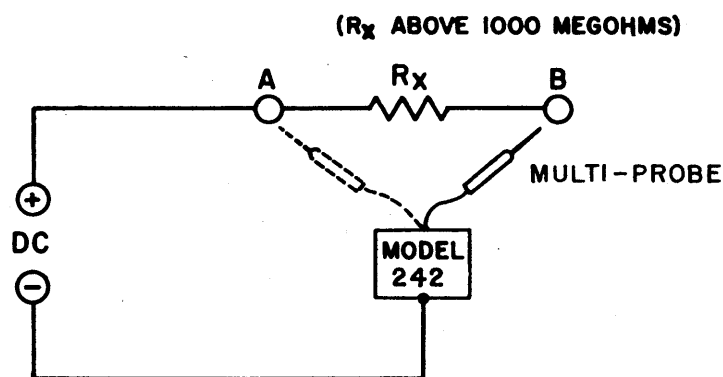 (Rx ABOVE 1000 MEGOHMS)
A
Rx
B
MULTI-PROBE
+
DC
−
MODEL
242